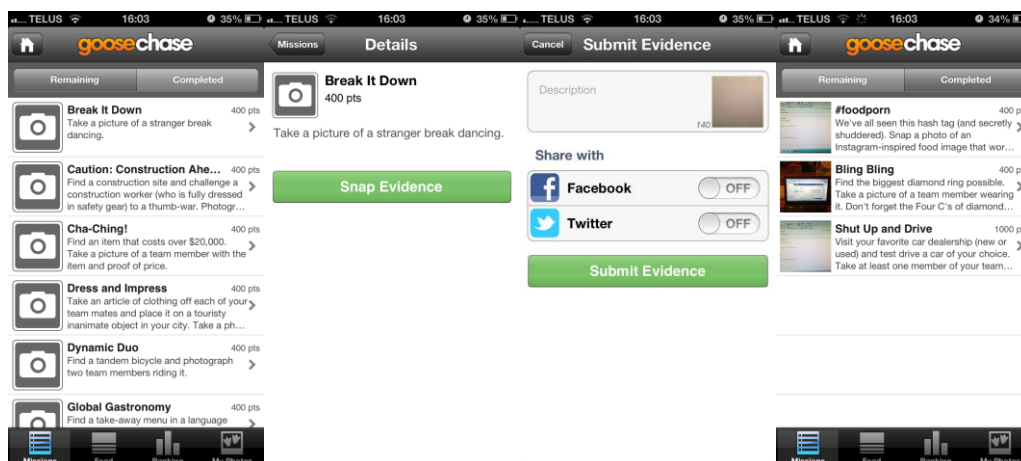 .... TELUS 16:03 35%
goosechase
Remaining Completed
Break It Down 400 pts
Take a picture of a stranger break
dancing.
Caution: Construction Ahe... 400 pts
Find a construction site and challenge a
construction worker (who is fully dressed
in safety gear) to a thumb-war. Photogr...
Cha-Ching! 400 pts
Find an item that costs over $20,000.
Take a picture of a team member with the
item and proof of price.
Dress and Impress 400 pts
Take an article of clothing off each of your
team mates and place it on a touristy
inanimate object in your city. Take a ph...
Dynamic Duo 400 pts
Find a tandem bicycle and photograph
two team members riding it.
Global Gastronomy 400 pts
Find a take-away menu in a language
Missions Feed Ranking My Photos
.... TELUS 16:03 35%
Missions Details
Break It Down
400 pts
Take a picture of a stranger break dancing.
Snap Evidence
..... TELUS 16:03 35%
Cancel Submit Evidence
Description
140
Share with
Facebook OFF
Twitter OFF
Submit Evidence
.... TELUS 16:03 34%
goosechase
Remaining Completed
#foodporn 400 p
We've all seen this hash tag (and secretly
shuddered). Snap a photo of an
Instagram-inspired food image that wor...
Bling Bling 400 p
Find the biggest diamond ring possible.
Take a picture of a team member wearing
it. Don't forget the Four C's of diamond...
Shut Up and Drive 1000 p
Visit your favorite car dealership (new or
used) and test drive a car of your choice.
Take at least one member of your team...
Missions Feed Ranking My Photos